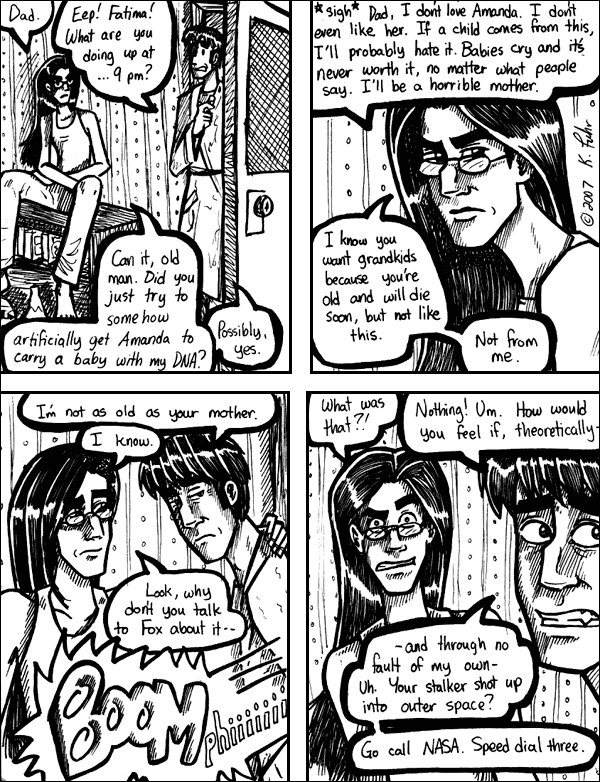 Dad.
Eep! Fatima!
What are you
doing up at
...9 pm?
Can it, old
man. Did you
just try to
some how
artificially get Amanda to
carry a baby with my DNA?
Possibly,
yes.
*sigh* Dad, I don't love Amanda. I don't
even like her. If a child comes from this,
I'll probably hate it. Babies cry and it's
never worth it, no matter what people
say. I'll be a horrible mother.
© 2007 K. Fuhr
I know you
want grandkids
because you're
old and will die
soon, but not like
this.
Not from
me.
I'm not as old as your mother.
I know.
Look, why
don't you talk
to Fox about it--
BOOM
phiiiiiiii
What was
that?!
Nothing! Um. How would
you feel if, theoretically-
-and through no
fault of my own-
Uh. Your stalker shot up
into outer space?
Go call NASA. Speed dial three.